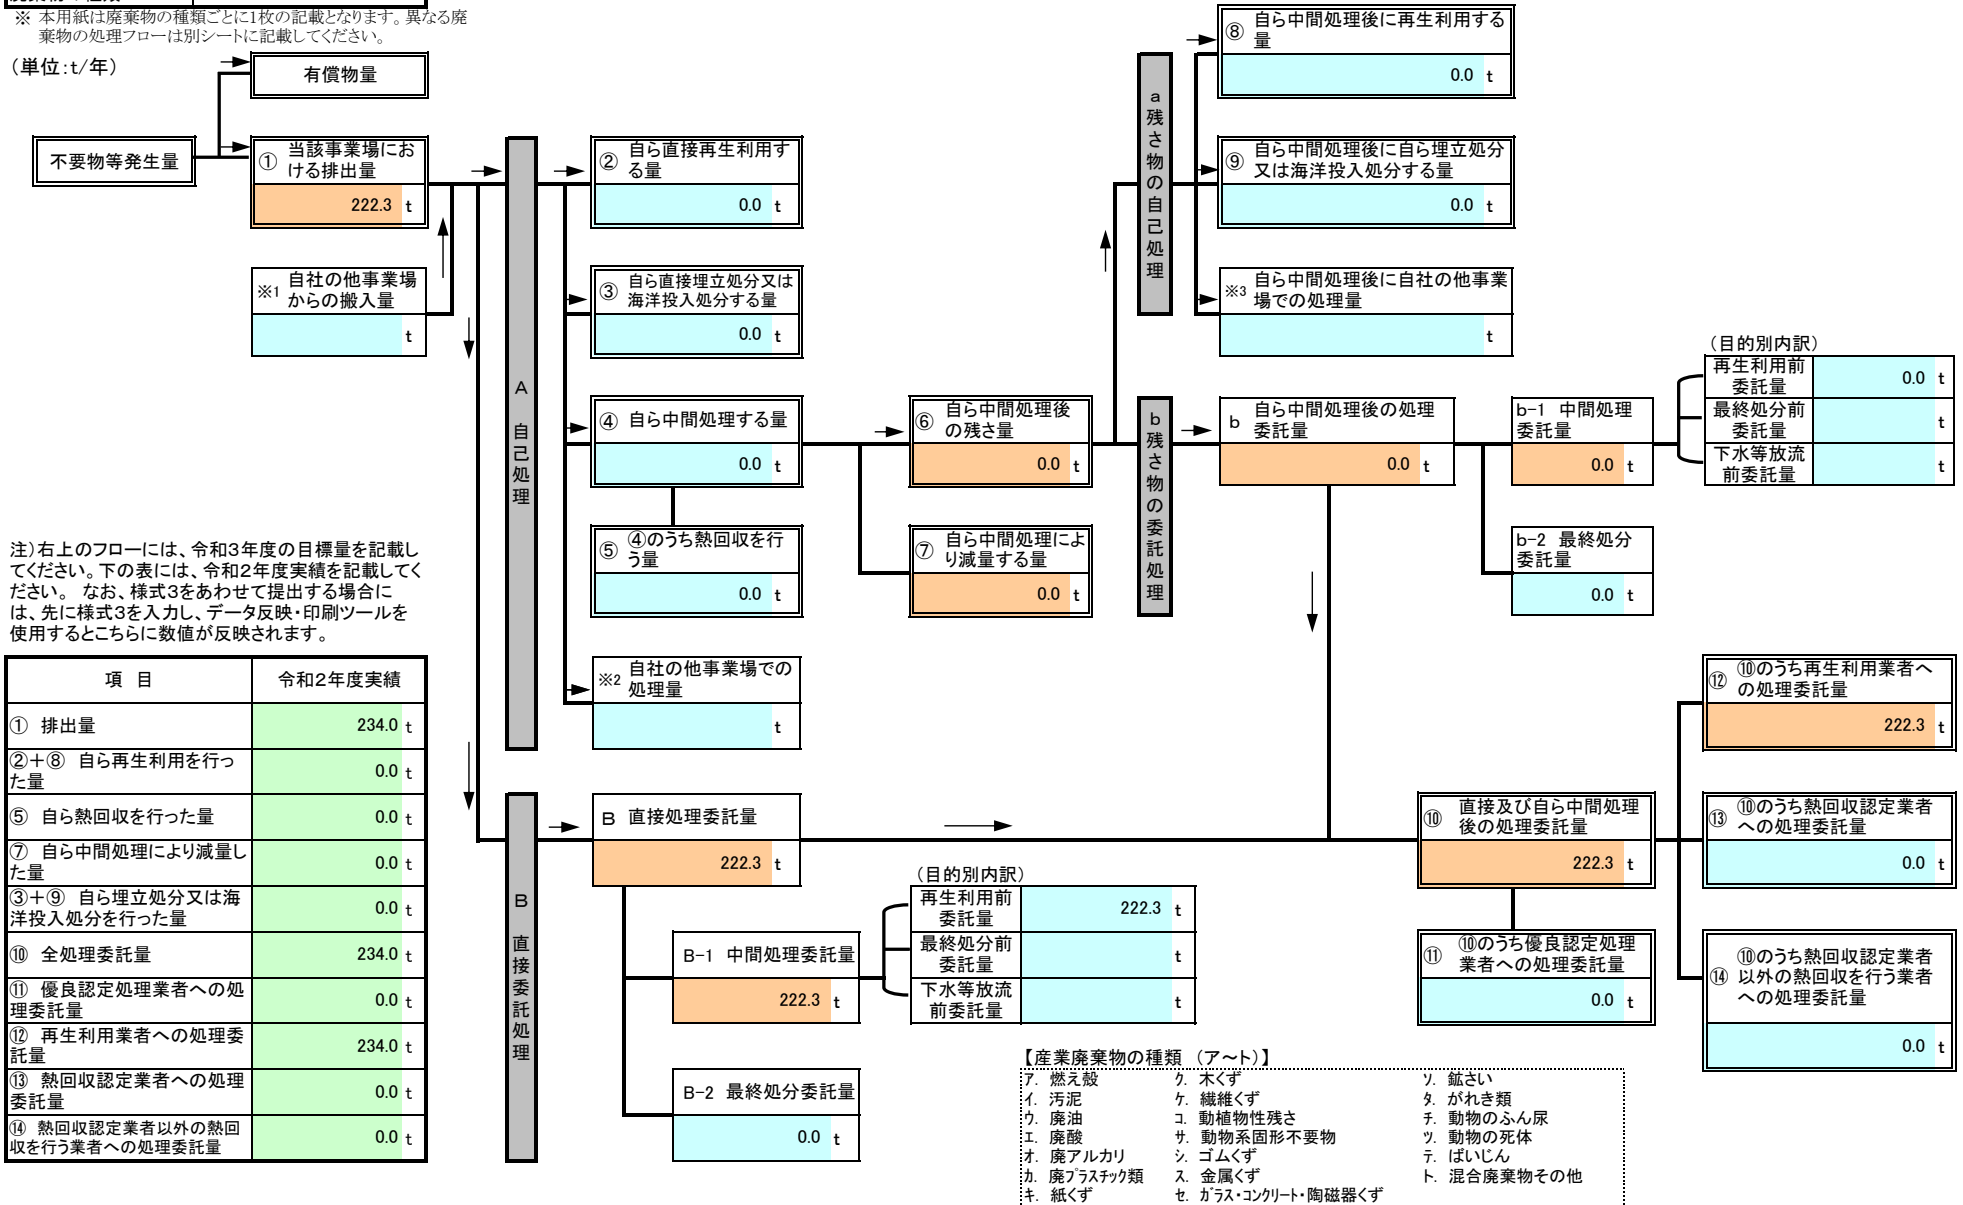 ※ 本用紙は廃棄物の種類ごとに1枚の記載となります。異なる廃
棄物の処理フローは別シートに記載してください。
（単位：t/年）
有償物量
不要物等発生量
① 当該事業場にお
ける排出量
222.3 t
※1 自社の他事業場
からの搬入量
t
A 自己処理
② 自ら直接再生利用す
る量
0.0 t
③ 自ら直接埋立処分又は
海洋投入処分する量
0.0 t
④ 自ら中間処理する量
0.0 t
⑤ ④のうち熱回収を行
う量
0.0 t
※2 自社の他事業場での
処理量
t
⑥ 自ら中間処理後
の残さ量
0.0 t
⑦ 自ら中間処理によ
り減量する量
0.0 t
a 残さ物の自己処理
⑧ 自ら中間処理後に再生利用する
量
0.0 t
⑨ 自ら中間処理後に自ら埋立処分
又は海洋投入処分する量
0.0 t
※3 自ら中間処理後に自社の他事業
場での処理量
t
b 残さ物の委託処理
b 自ら中間処理後の処理
委託量
0.0 t
b-1 中間処理
委託量
0.0 t
b-2 最終処分
委託量
0.0 t
（目的別内訳）
再生利用前
委託量
0.0 t
最終処分前
委託量
t
下水等放流
前委託量
t
注）右上のフローには、令和3年度の目標量を記載し
てください。下の表には、令和2年度実績を記載してく
ださい。 なお、様式3をあわせて提出する場合に
は、先に様式3を入力し、データ反映・印刷ツールを
使用するとこちらに数値が反映されます。
項 目 令和2年度実績
① 排出量 234.0 t
②＋⑧ 自ら再生利用を行っ
た量 0.0 t
⑤ 自ら熱回収を行った量 0.0 t
⑦ 自ら中間処理により減量し
た量 0.0 t
③＋⑨ 自ら埋立処分又は海
洋投入処分を行った量 0.0 t
⑩ 全処理委託量 234.0 t
⑪ 優良認定処理業者への処
理委託量 0.0 t
⑫ 再生利用業者への処理委
託量 234.0 t
⑬ 熱回収認定業者への処理
委託量 0.0 t
⑭ 熱回収認定業者以外の熱回
収を行う業者への処理委託量 0.0 t
B 直接委託処理
B 直接処理委託量
222.3 t
B-1 中間処理委託量
222.3 t
B-2 最終処分委託量
0.0 t
（目的別内訳）
再生利用前
委託量
222.3 t
最終処分前
委託量
t
下水等放流
前委託量
t
⑩ 直接及び自ら中間処理
後の処理委託量
222.3 t
⑪ ⑩のうち優良認定処理
業者への処理委託量
0.0 t
⑫ ⑩のうち再生利用業者へ
の処理委託量
222.3 t
⑬ ⑩のうち熱回収認定業者
への処理委託量
0.0 t
⑭ ⑩のうち熱回収認定業者
以外の熱回収を行う業者
への処理委託量
0.0 t
【産業廃棄物の種類 （ア～ト）】
ア. 燃え殻 ク. 木くず ソ. 鉱さい
イ. 汚泥 ケ. 繊維くず タ. がれき類
ウ. 廃油 コ. 動植物性残さ チ. 動物のふん尿
エ. 廃酸 サ. 動物系固形不要物 ツ. 動物の死体
オ. 廃アルカリ シ. ゴムくず テ. ばいじん
カ. 廃プラスチック類 ス. 金属くず ト. 混合廃棄物その他
キ. 紙くず セ. ガラス・コンクリート・陶磁器くず